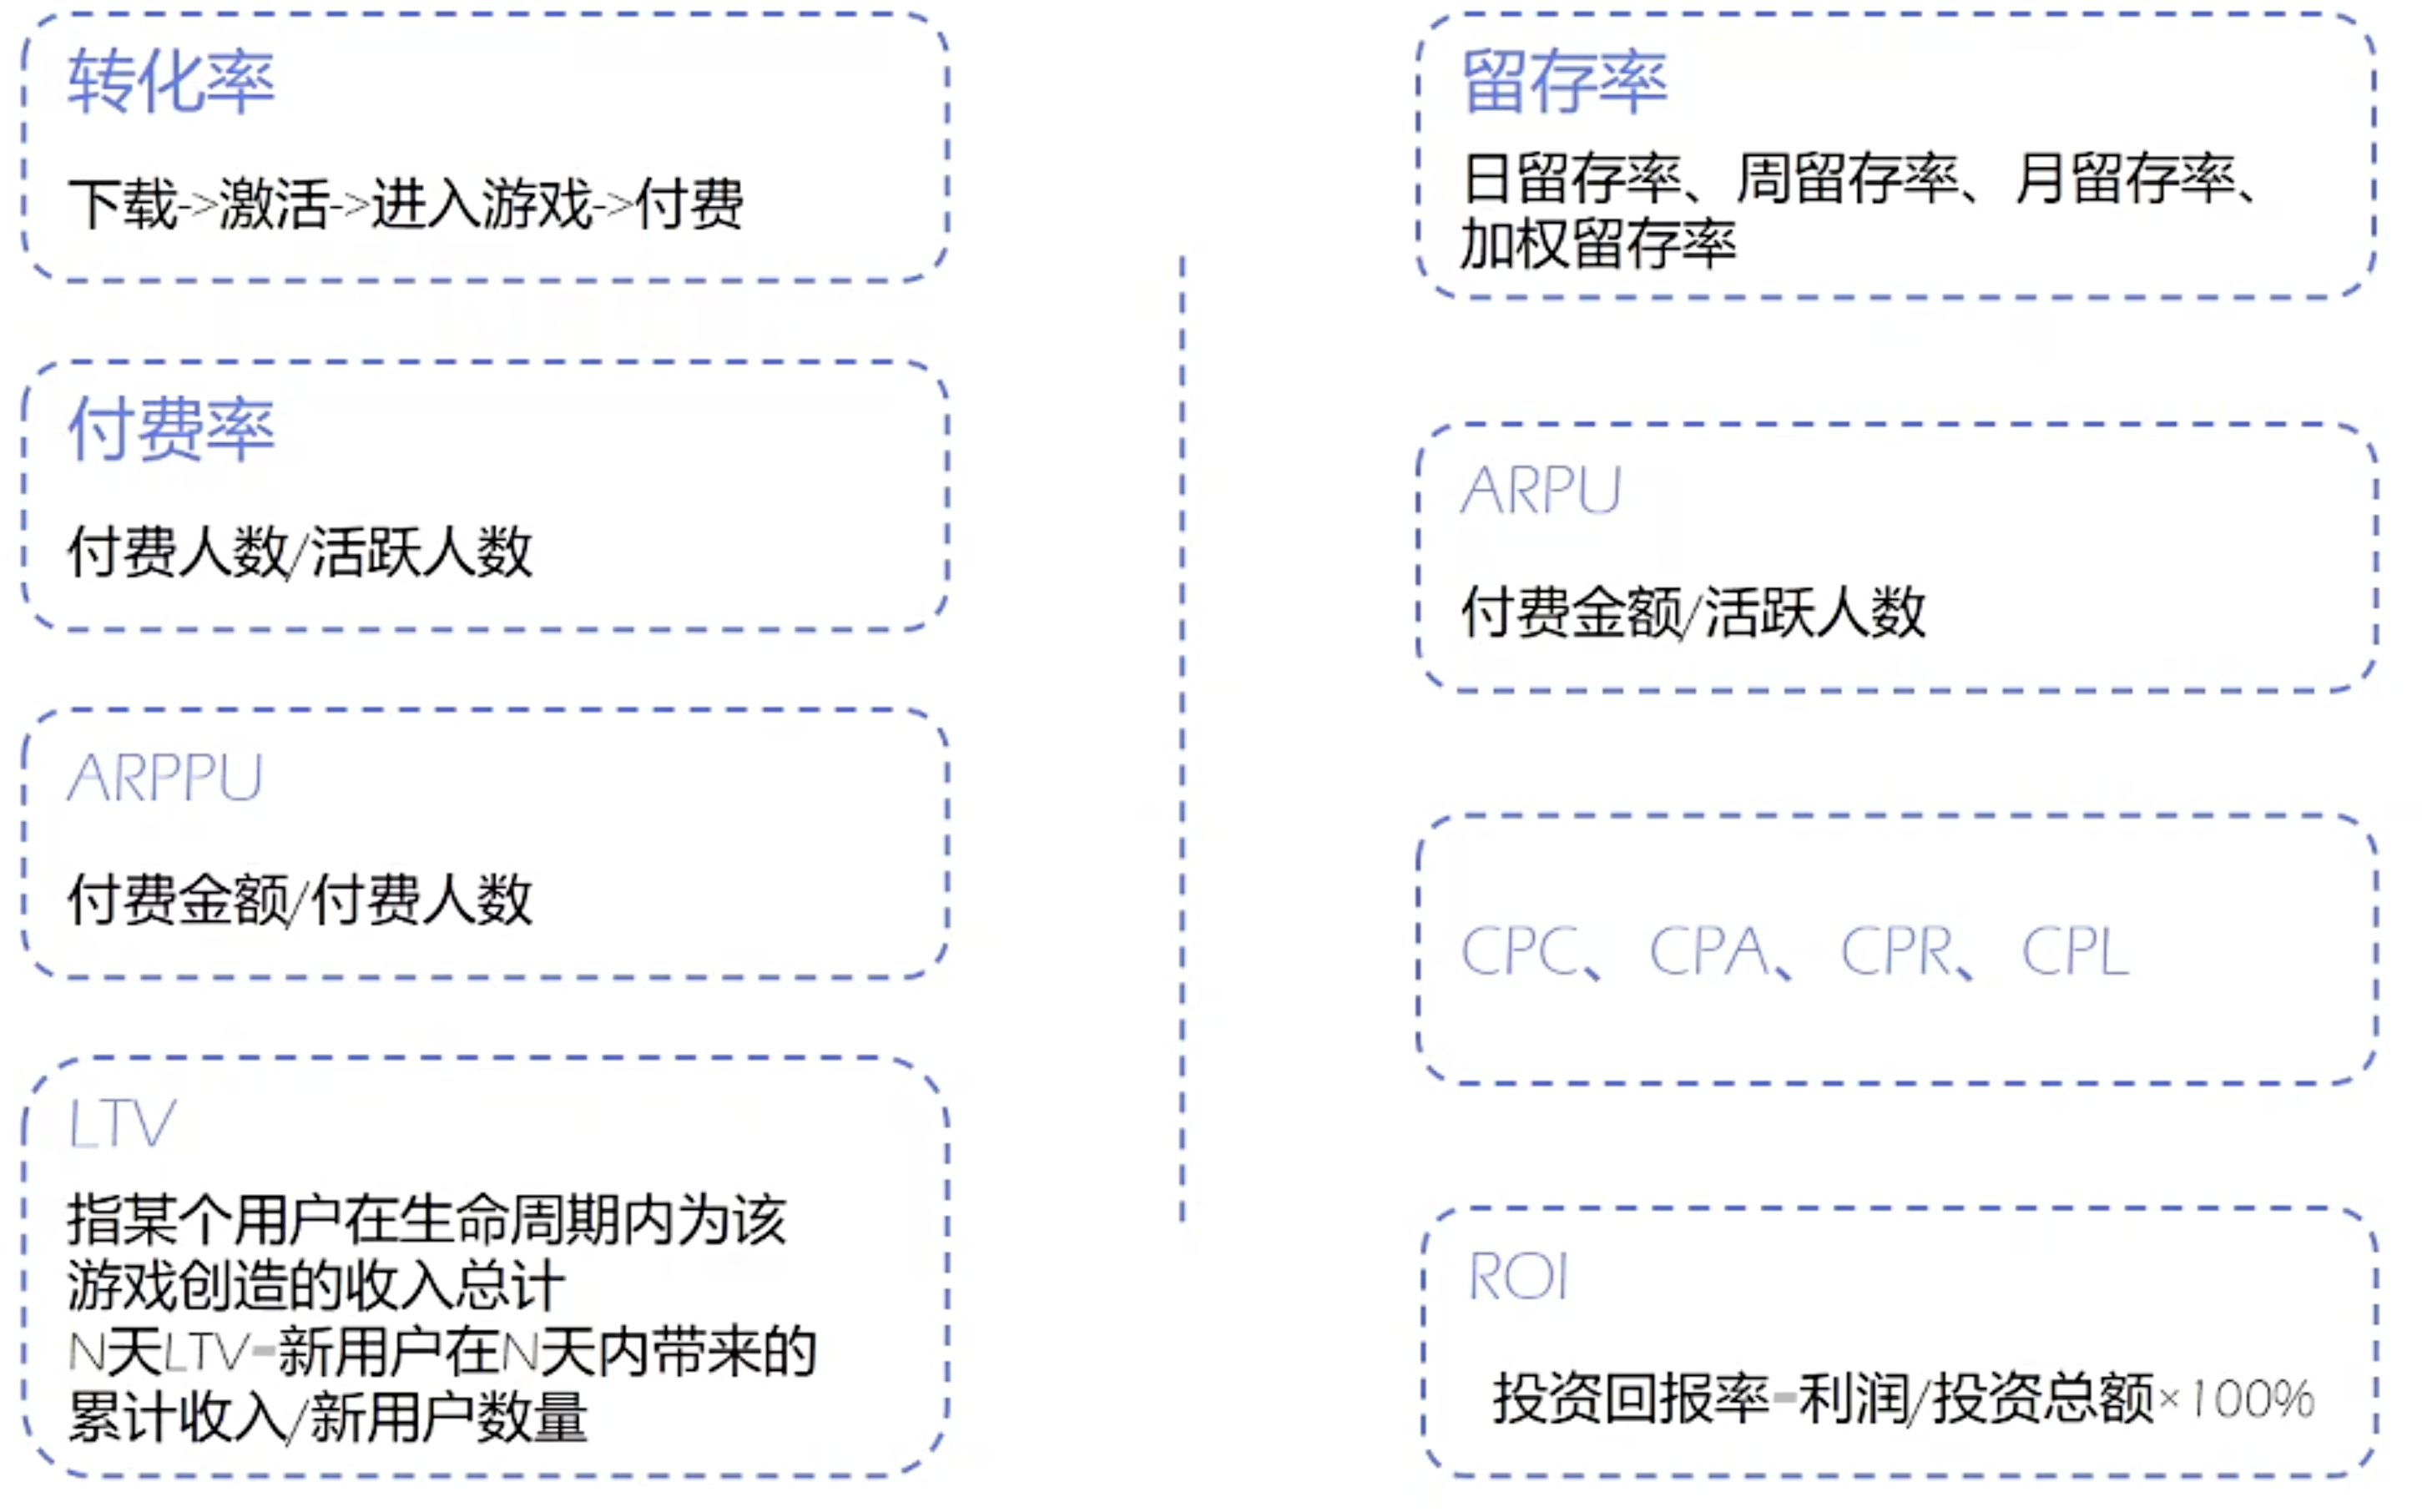 转化率
下载->激活->进入游戏->付费
付费率
付费人数/活跃人数
ARPPU
付费金额/付费人数
LTV
指某个用户在生命周期内为该
游戏创造的收入总计
N天LTV=新用户在N天内带来的
累计收入/新用户数量
留存率
日留存率、周留存率、月留存率、
加权留存率
ARPU
付费金额/活跃人数
CPC、CPA、CPR、CPL
ROI
投资回报率=利润/投资总额×100%